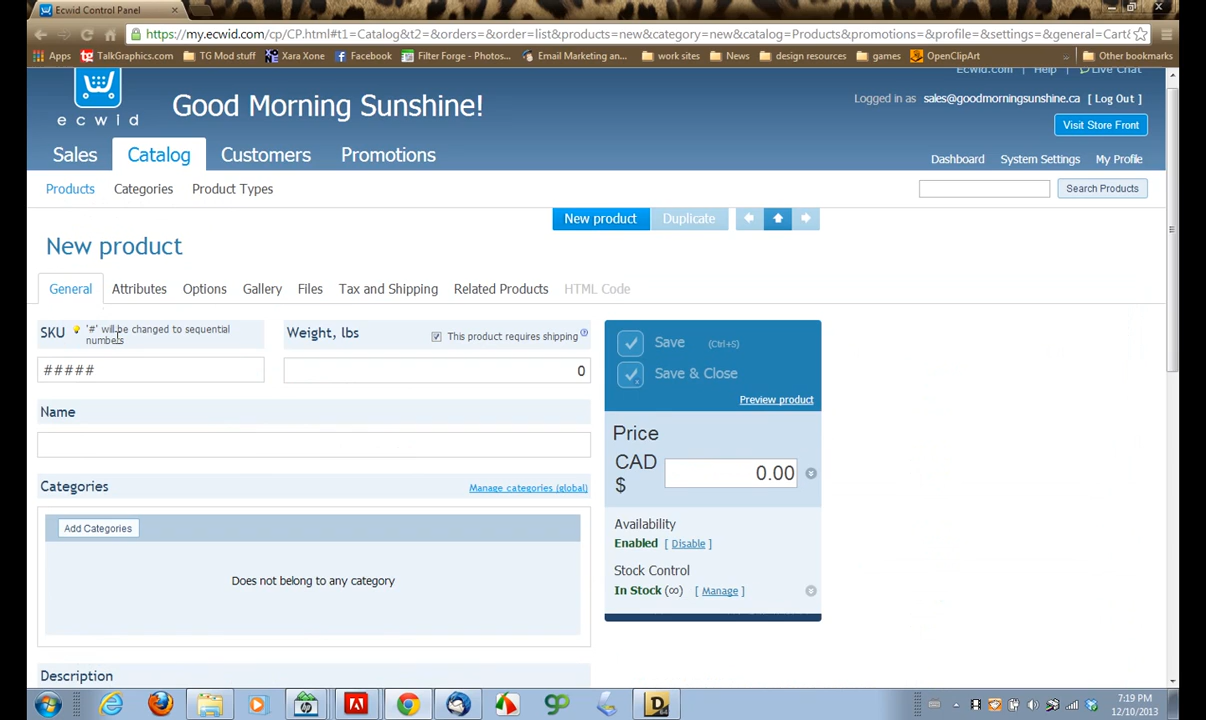 Ecwid Control Panel
https://my.ecwid.com/cp/CP.html#t1=Catalog&t2=&orders=&order=list&products=new&category=new&catalog=Products&promotions=&profile=&settings=&general=Cart&
Apps TalkGraphics.com TG Mod stuff Xara Xone Facebook Filter Forge - Photos... Email Marketing an... work sites News design resources games OpenClipArt Other bookmarks
Ecwid.com Help Live Chat
ecwid Good Morning Sunshine! Logged in as sales@goodmorningsunshine.ca [ Log Out ]
Visit Store Front
Sales Catalog Customers Promotions Dashboard System Settings My Profile
Products Categories Product Types Search Products
New product Duplicate
New product
General Attributes Options Gallery Files Tax and Shipping Related Products HTML Code
SKU '#' will be changed to sequential
numbers
Weight, lbs This product requires shipping
##### 0
Save (Ctrl+S)
Save & Close
Preview product
Name
Price
CAD
$ 0.00
Categories Manage categories (global)
Add Categories
Does not belong to any category
Availability
Enabled [ Disable ]
Stock Control
In Stock (∞) [ Manage ]
Description
7:19 PM
12/10/2013